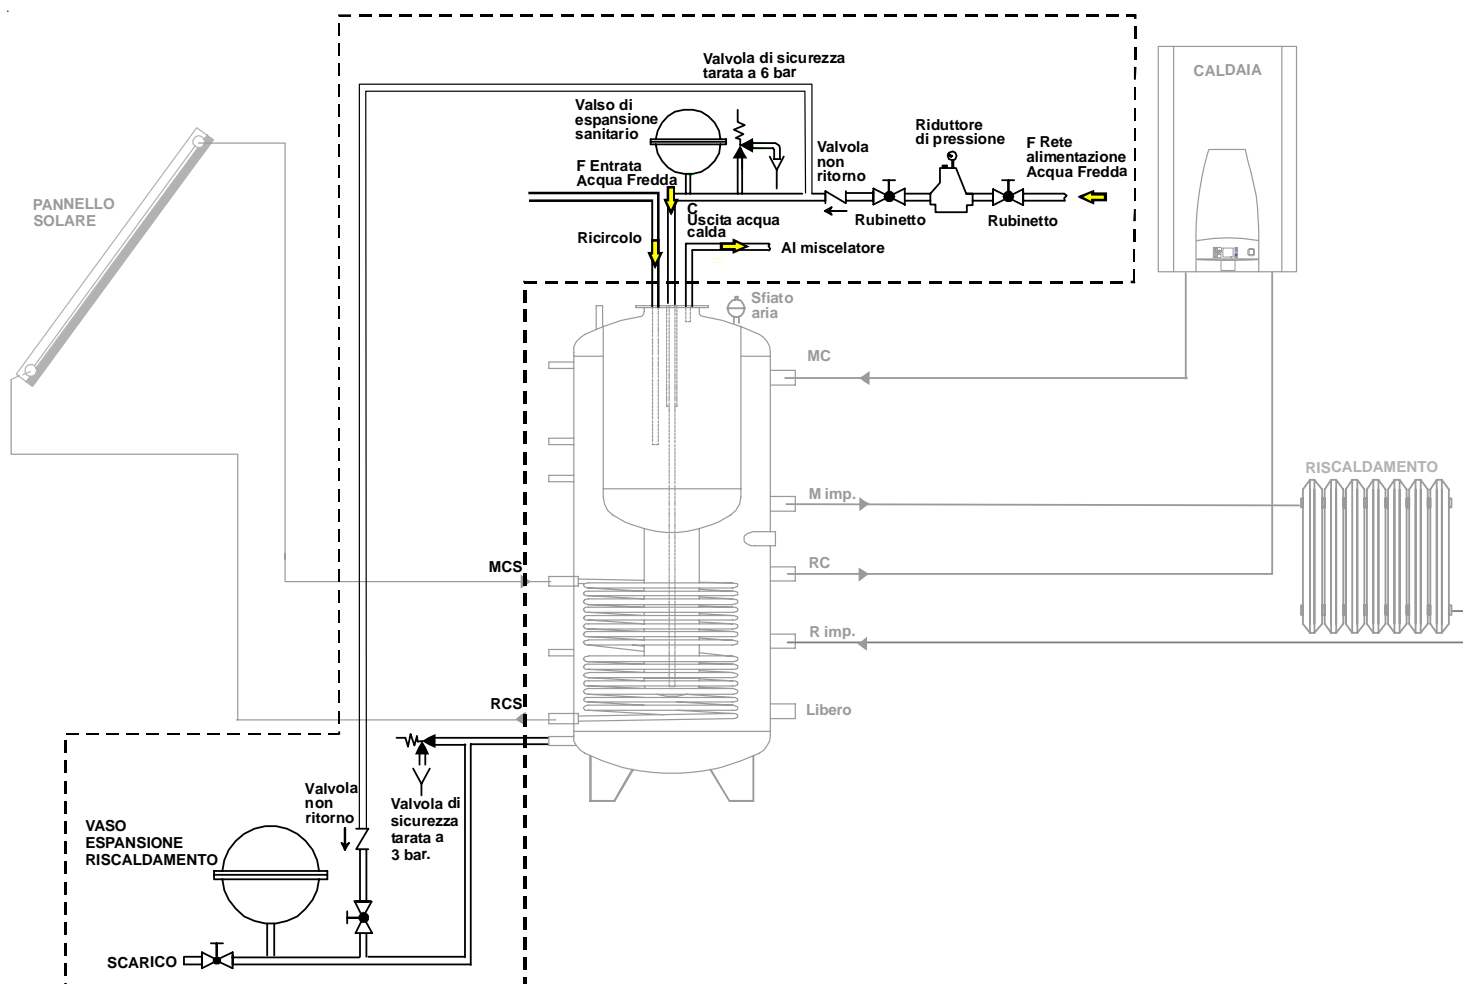 Valvola di sicurezza
tarata a 6 bar
CALDAIA
Valso di
espansione
sanitario
Riduttore
di pressione
Valvola
non
ritorno
F Rete
alimentazione
Acqua Fredda
F Entrata
Acqua Fredda
PANNELLO
SOLARE
C
Uscita acqua
calda
Rubinetto
Rubinetto
Ricircolo
Al miscelatore
Sfiato
aria
MC
RISCALDAMENTO
M imp.
MCS
RC
R imp.
RCS
Libero
Valvola
non
ritorno
Valvola di
sicurezza
tarata a
3 bar.
VASO
ESPANSIONE
RISCALDAMENTO
SCARICO